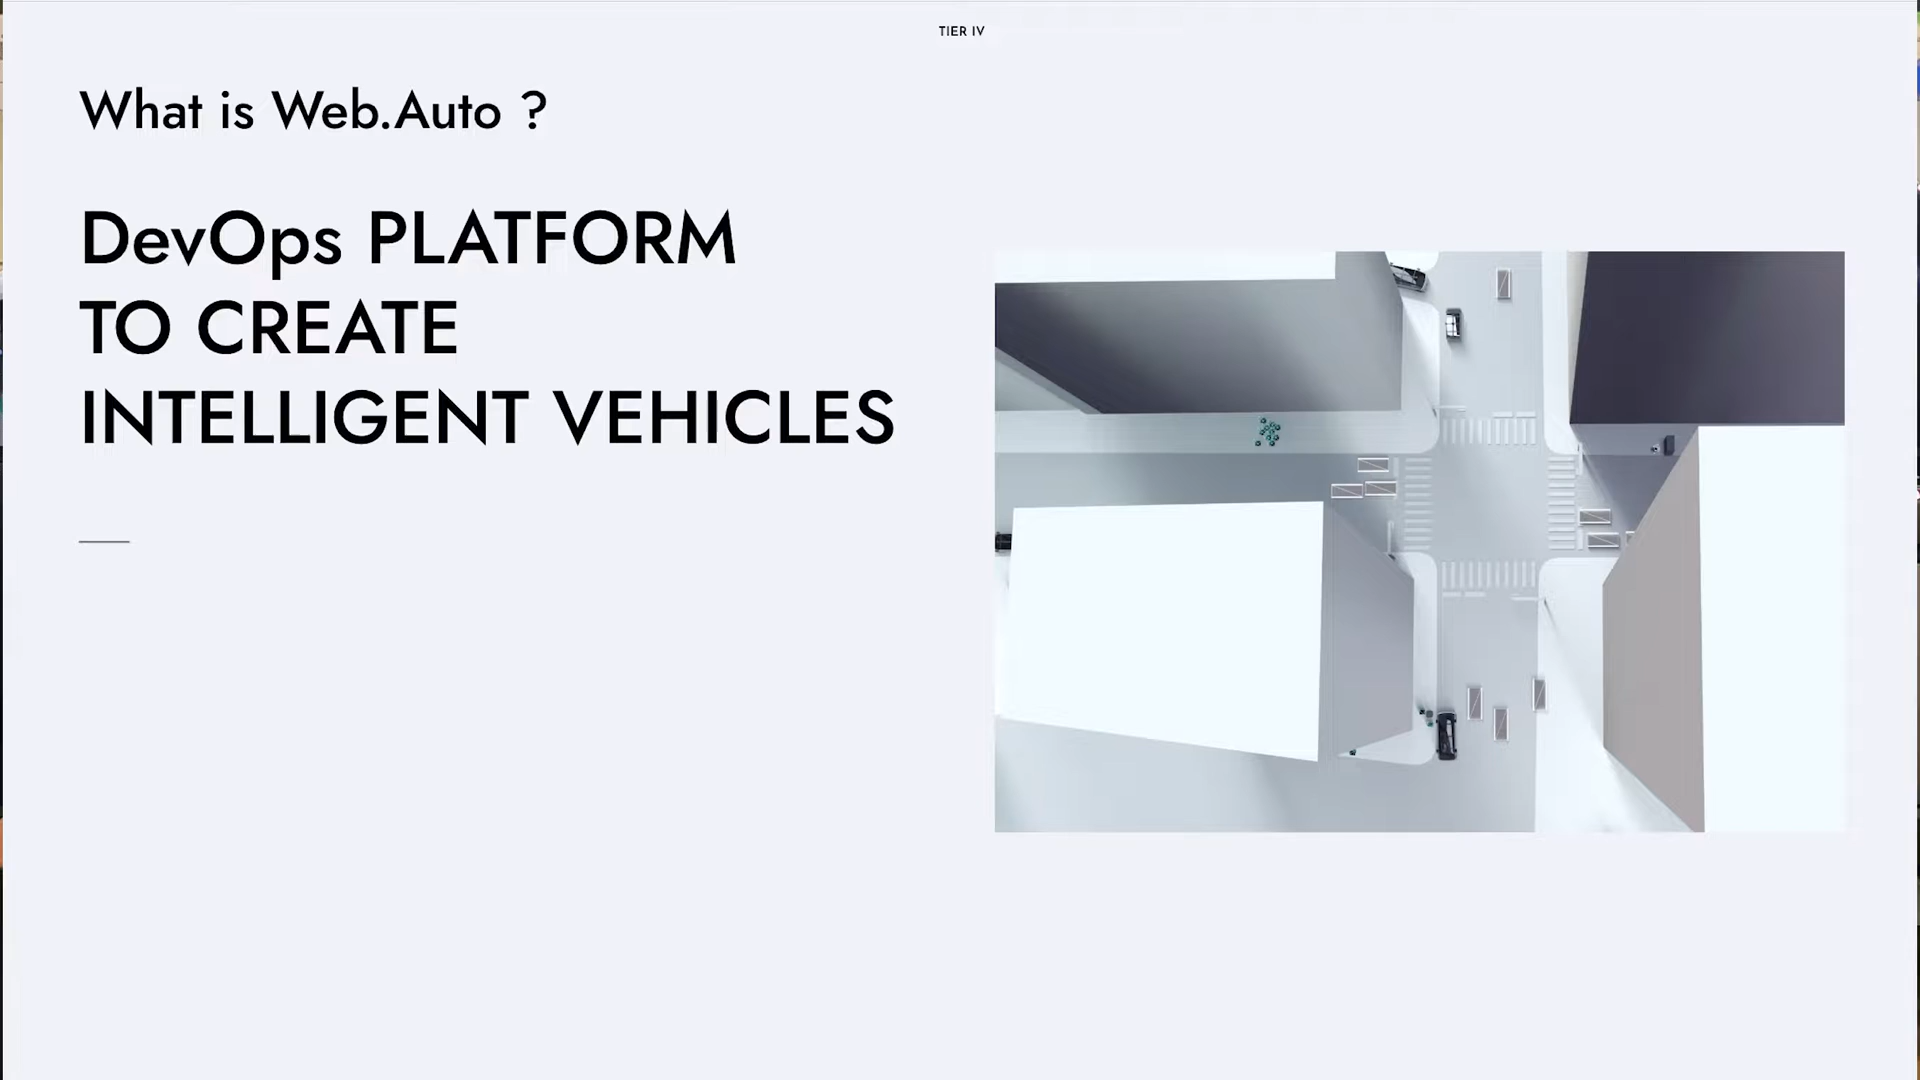 TIER IV
What is Web.Auto ?
DevOps PLATFORM
TO CREATE
INTELLIGENT VEHICLES